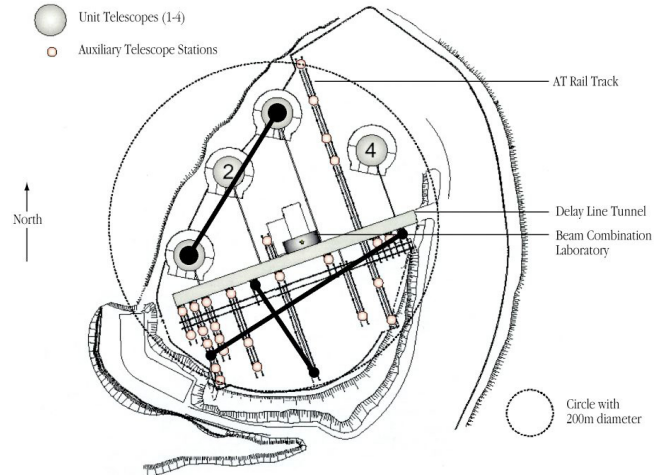 Unit Telescopes (1-4)
Auxiliary Telescope Stations
AT Rail Track
4
2
North
Delay Line Tunnel
Beam Combination
Laboratory
Circle with
200m diameter